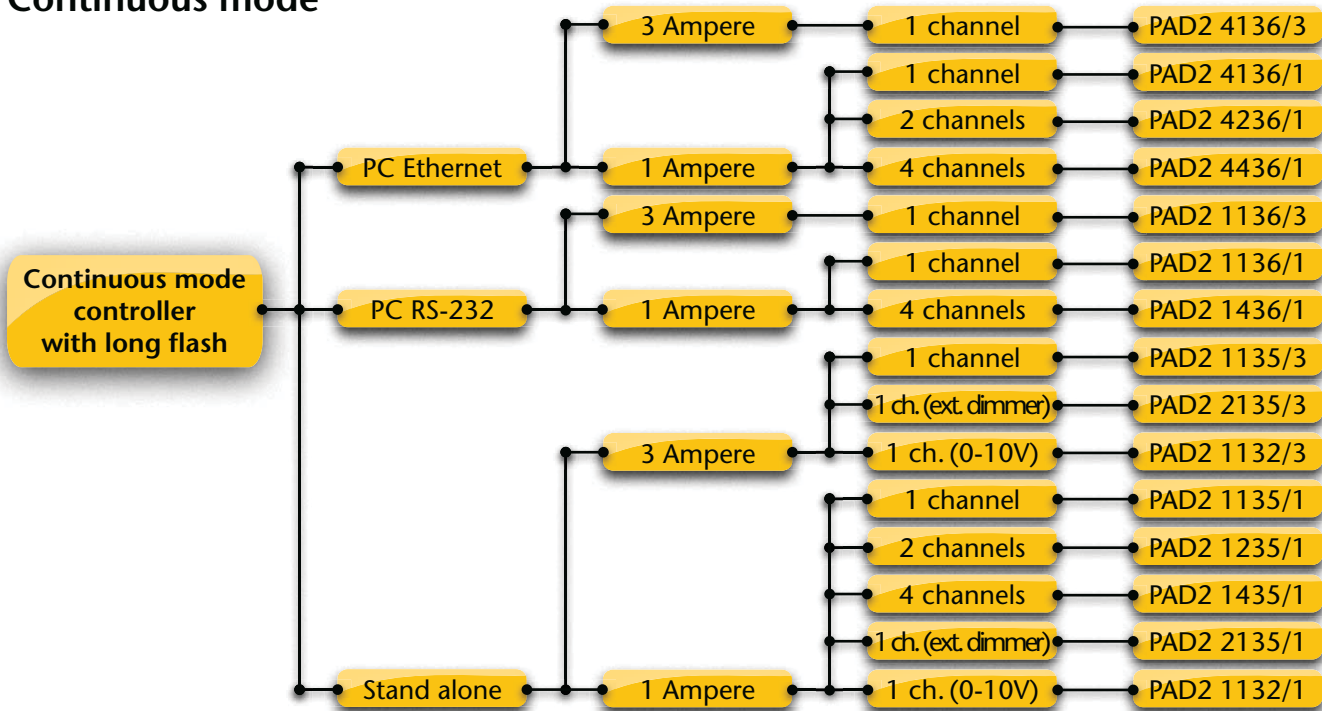 Continuous mode
3 Ampere 1 channel PAD2 4136/3
1 channel PAD2 4136/1
2 channels PAD2 4236/1
PC Ethernet 1 Ampere 4 channels PAD2 4436/1
3 Ampere 1 channel PAD2 1136/3
1 channel PAD2 1136/1
Continuous mode
controller
with long flash
PC RS-232 1 Ampere 4 channels PAD2 1436/1
1 channel PAD2 1135/3
1 ch. (ext. dimmer) PAD2 2135/3
3 Ampere 1 ch. (0-10V) PAD2 1132/3
1 channel PAD2 1135/1
2 channels PAD2 1235/1
4 channels PAD2 1435/1
1 ch. (ext. dimmer) PAD2 2135/1
Stand alone 1 Ampere 1 ch. (0-10V) PAD2 1132/1